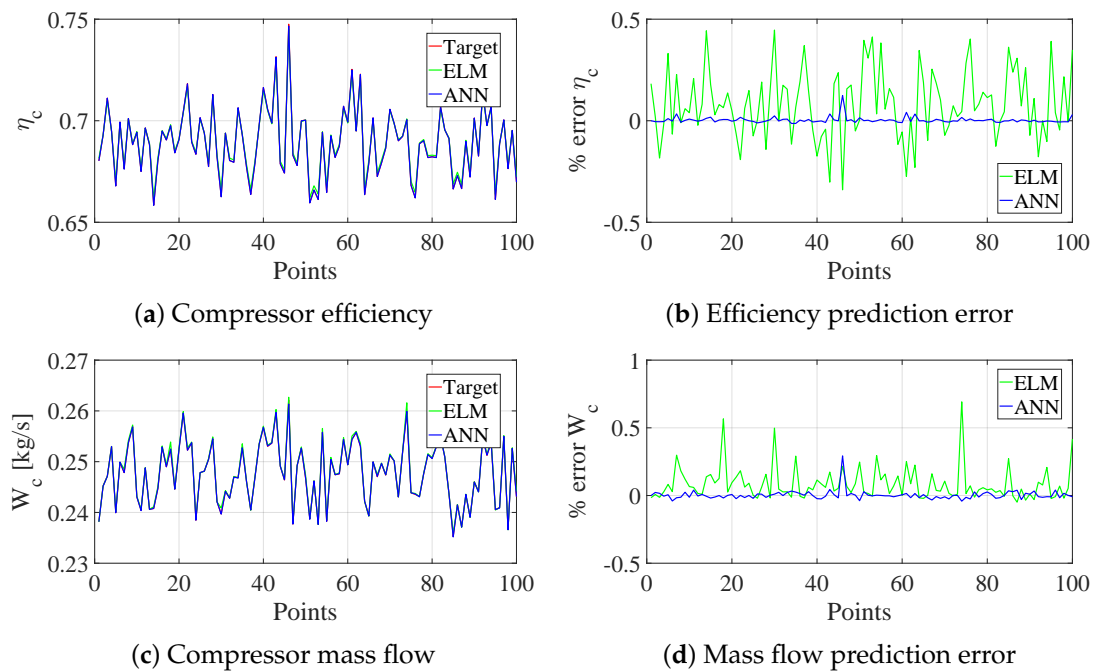 0.75
0.7
0.65
η_c
0 20 40 60 80 100
Points
Target
ELM
ANN
(a) Compressor efficiency
0.5
0
-0.5
% error η_c
0 20 40 60 80 100
Points
ELM
ANN
(b) Efficiency prediction error
0.27
0.26
0.25
0.24
0.23
W_c [kg/s]
0 20 40 60 80 100
Points
Target
ELM
ANN
(c) Compressor mass flow
1
0.5
0
-0.5
% error W_c
0 20 40 60 80 100
Points
ELM
ANN
(d) Mass flow prediction error